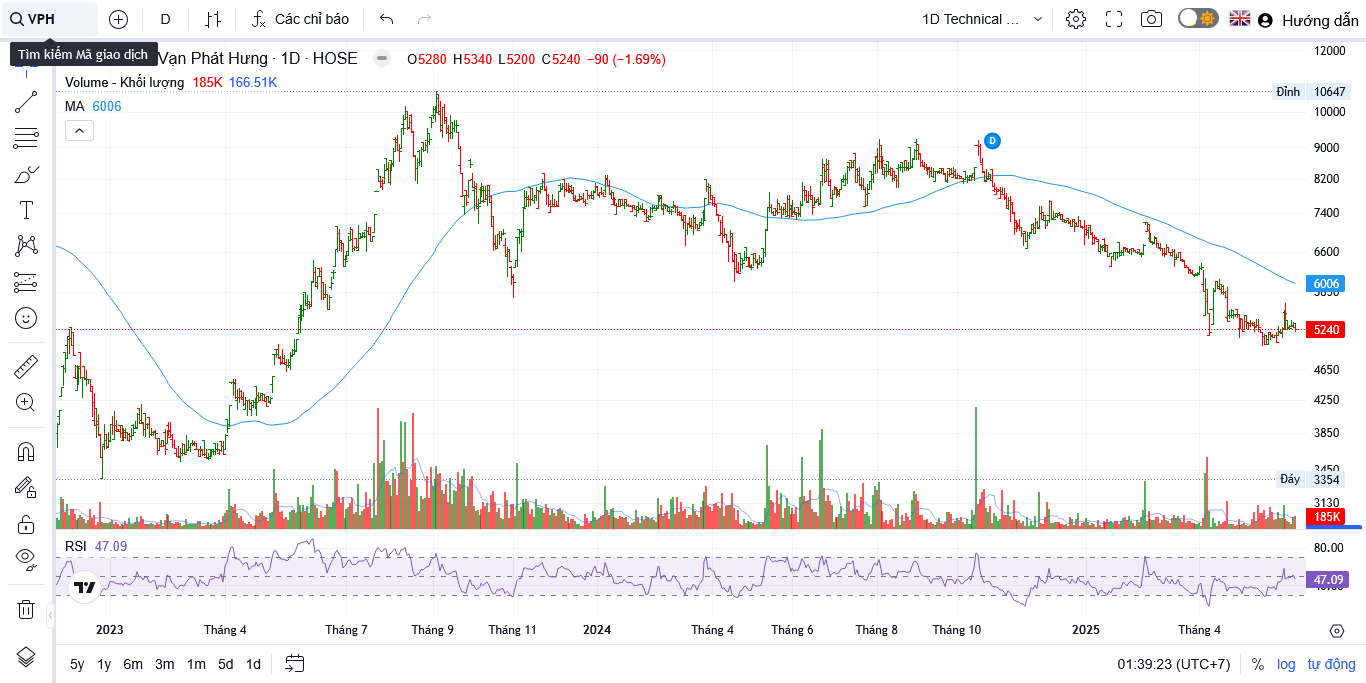 VPH D Các chỉ báo 1D Technical ... Hướng dẫn
Tìm kiếm Mã giao dịch
Vạn Phát Hưng · 1D · HOSE O5280 H5340 L5200 C5240 −90 (−1.69%)
Volume - Khối lượng 185K 166.51K
MA 6006
D
12000
Đỉnh 10647
10000
9000
8200
7400
6600
6006
5240
4650
4250
3850
3450
Đáy 3354
3130
185K
RSI 47.09
80.00
47.09
2023 Tháng 4 Tháng 7 Tháng 9 Tháng 11 2024 Tháng 4 Tháng 6 Tháng 8 Tháng 10 2025 Tháng 4
5y 1y 6m 3m 1m 5d 1d 01:39:23 (UTC+7) % log tự động